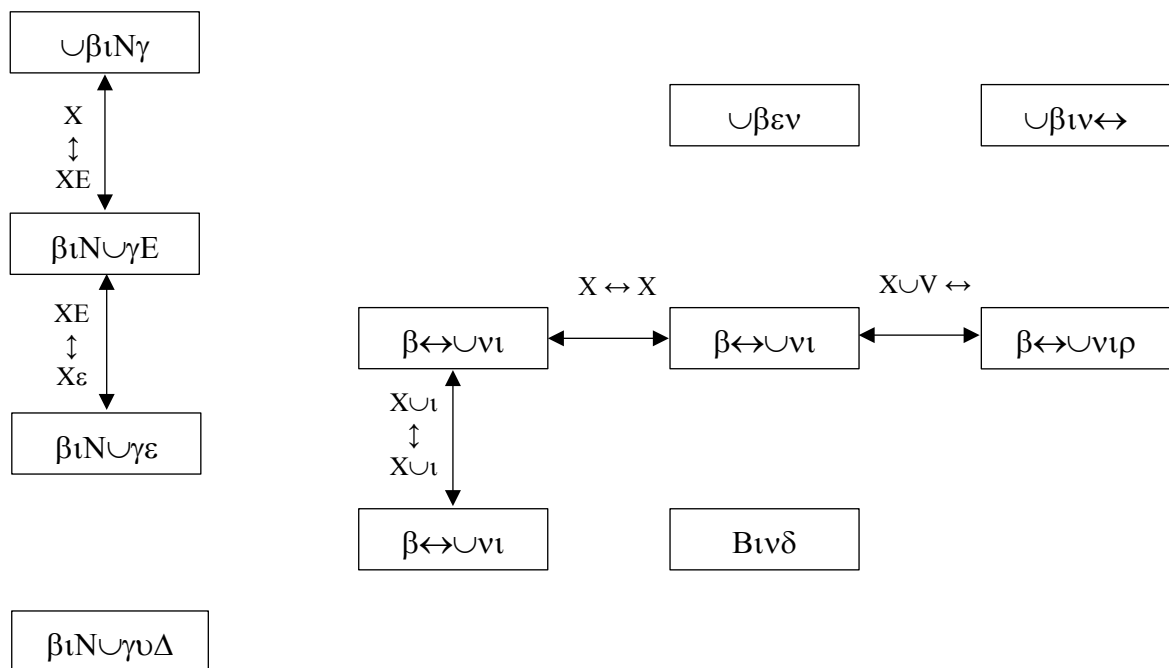 ∪βιΝγ
X
↕
XE
βιΝ∪γΕ
XE
↕
Xε
βιΝ∪γε
βιΝ∪γυΔ
∪βεν
∪βιν↔
X ↔ X
X∪V ↔
β↔∪νι
β↔∪νι
β↔∪νιρ
X∪ι
↕
X∪ι
β↔∪νι
Βινδ